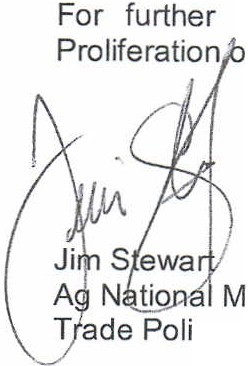 For further
Proliferation o
Jim Stewart
Ag National M
Trade Poli